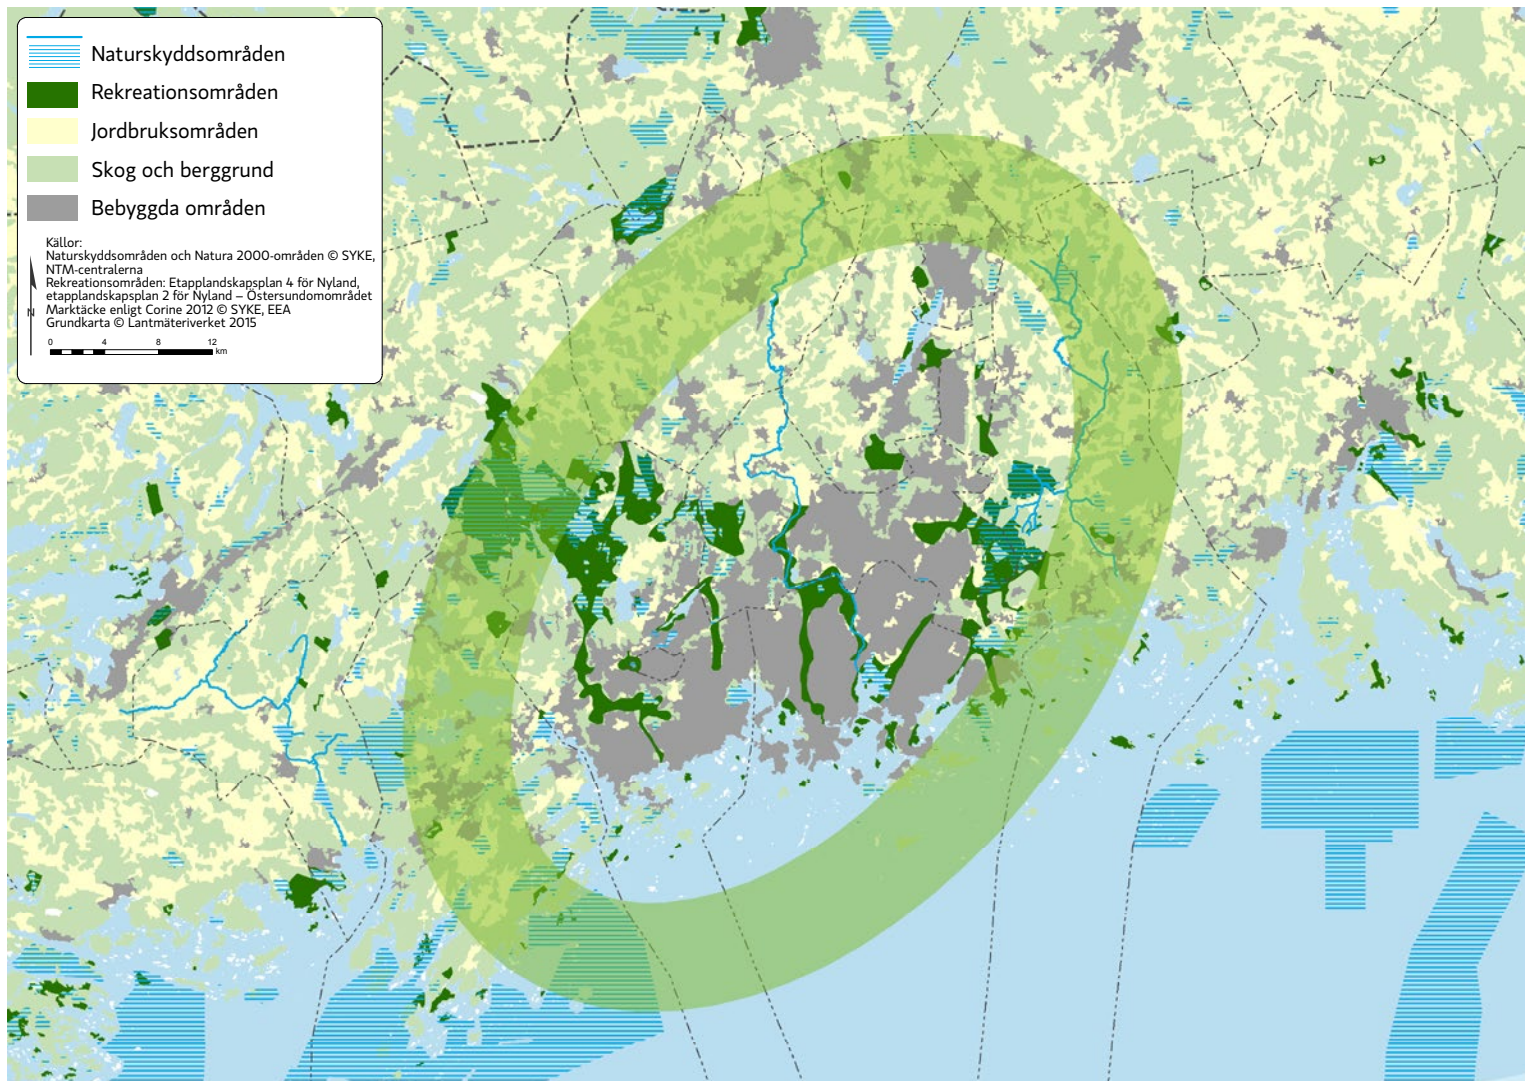 Naturskyddsområden
Rekreationsområden
Jordbruksområden
Skog och berggrund
Bebyggda områden
Källor:
Naturskyddsområden och Natura 2000-områden © SYKE,
NTM-centralerna
Rekreationsområden: Etapplandskapsplan 4 för Nyland,
etapplandskapsplan 2 för Nyland – Östersundomområdet
Marktäcke enligt Corine 2012 © SYKE, EEA
Grundkarta © Lantmäteriverket 2015
N
0 4 8 12
km